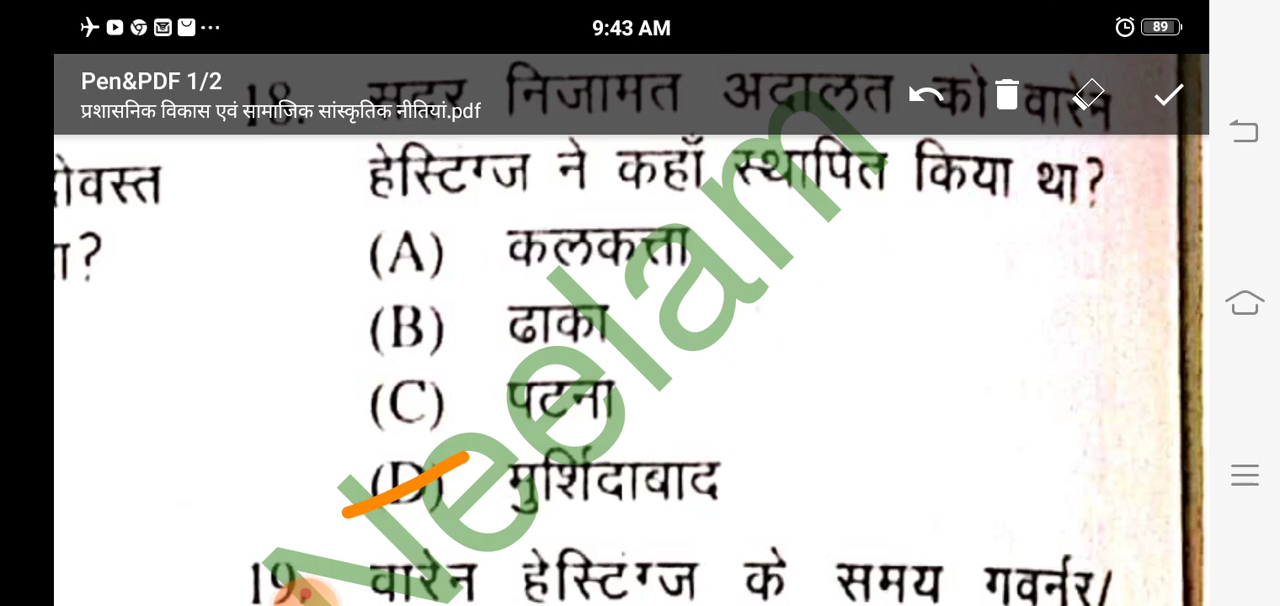 9:43 AM
89
Pen&PDF 1/2
प्रशासनिक विकास एवं सामाजिक सांस्कृतिक नीतियां.pdf
18. सदर निजामत अदालत को वारेन
हेस्टिंग्ज ने कहाँ स्थापित किया था?
(A) कलकत्ता
(B) ढाका
(C) पटना
(D) मुर्शिदाबाद
19. वारेन हेस्टिंग्ज के समय गवर्नर/
ोवस्त
ा?
Neelam